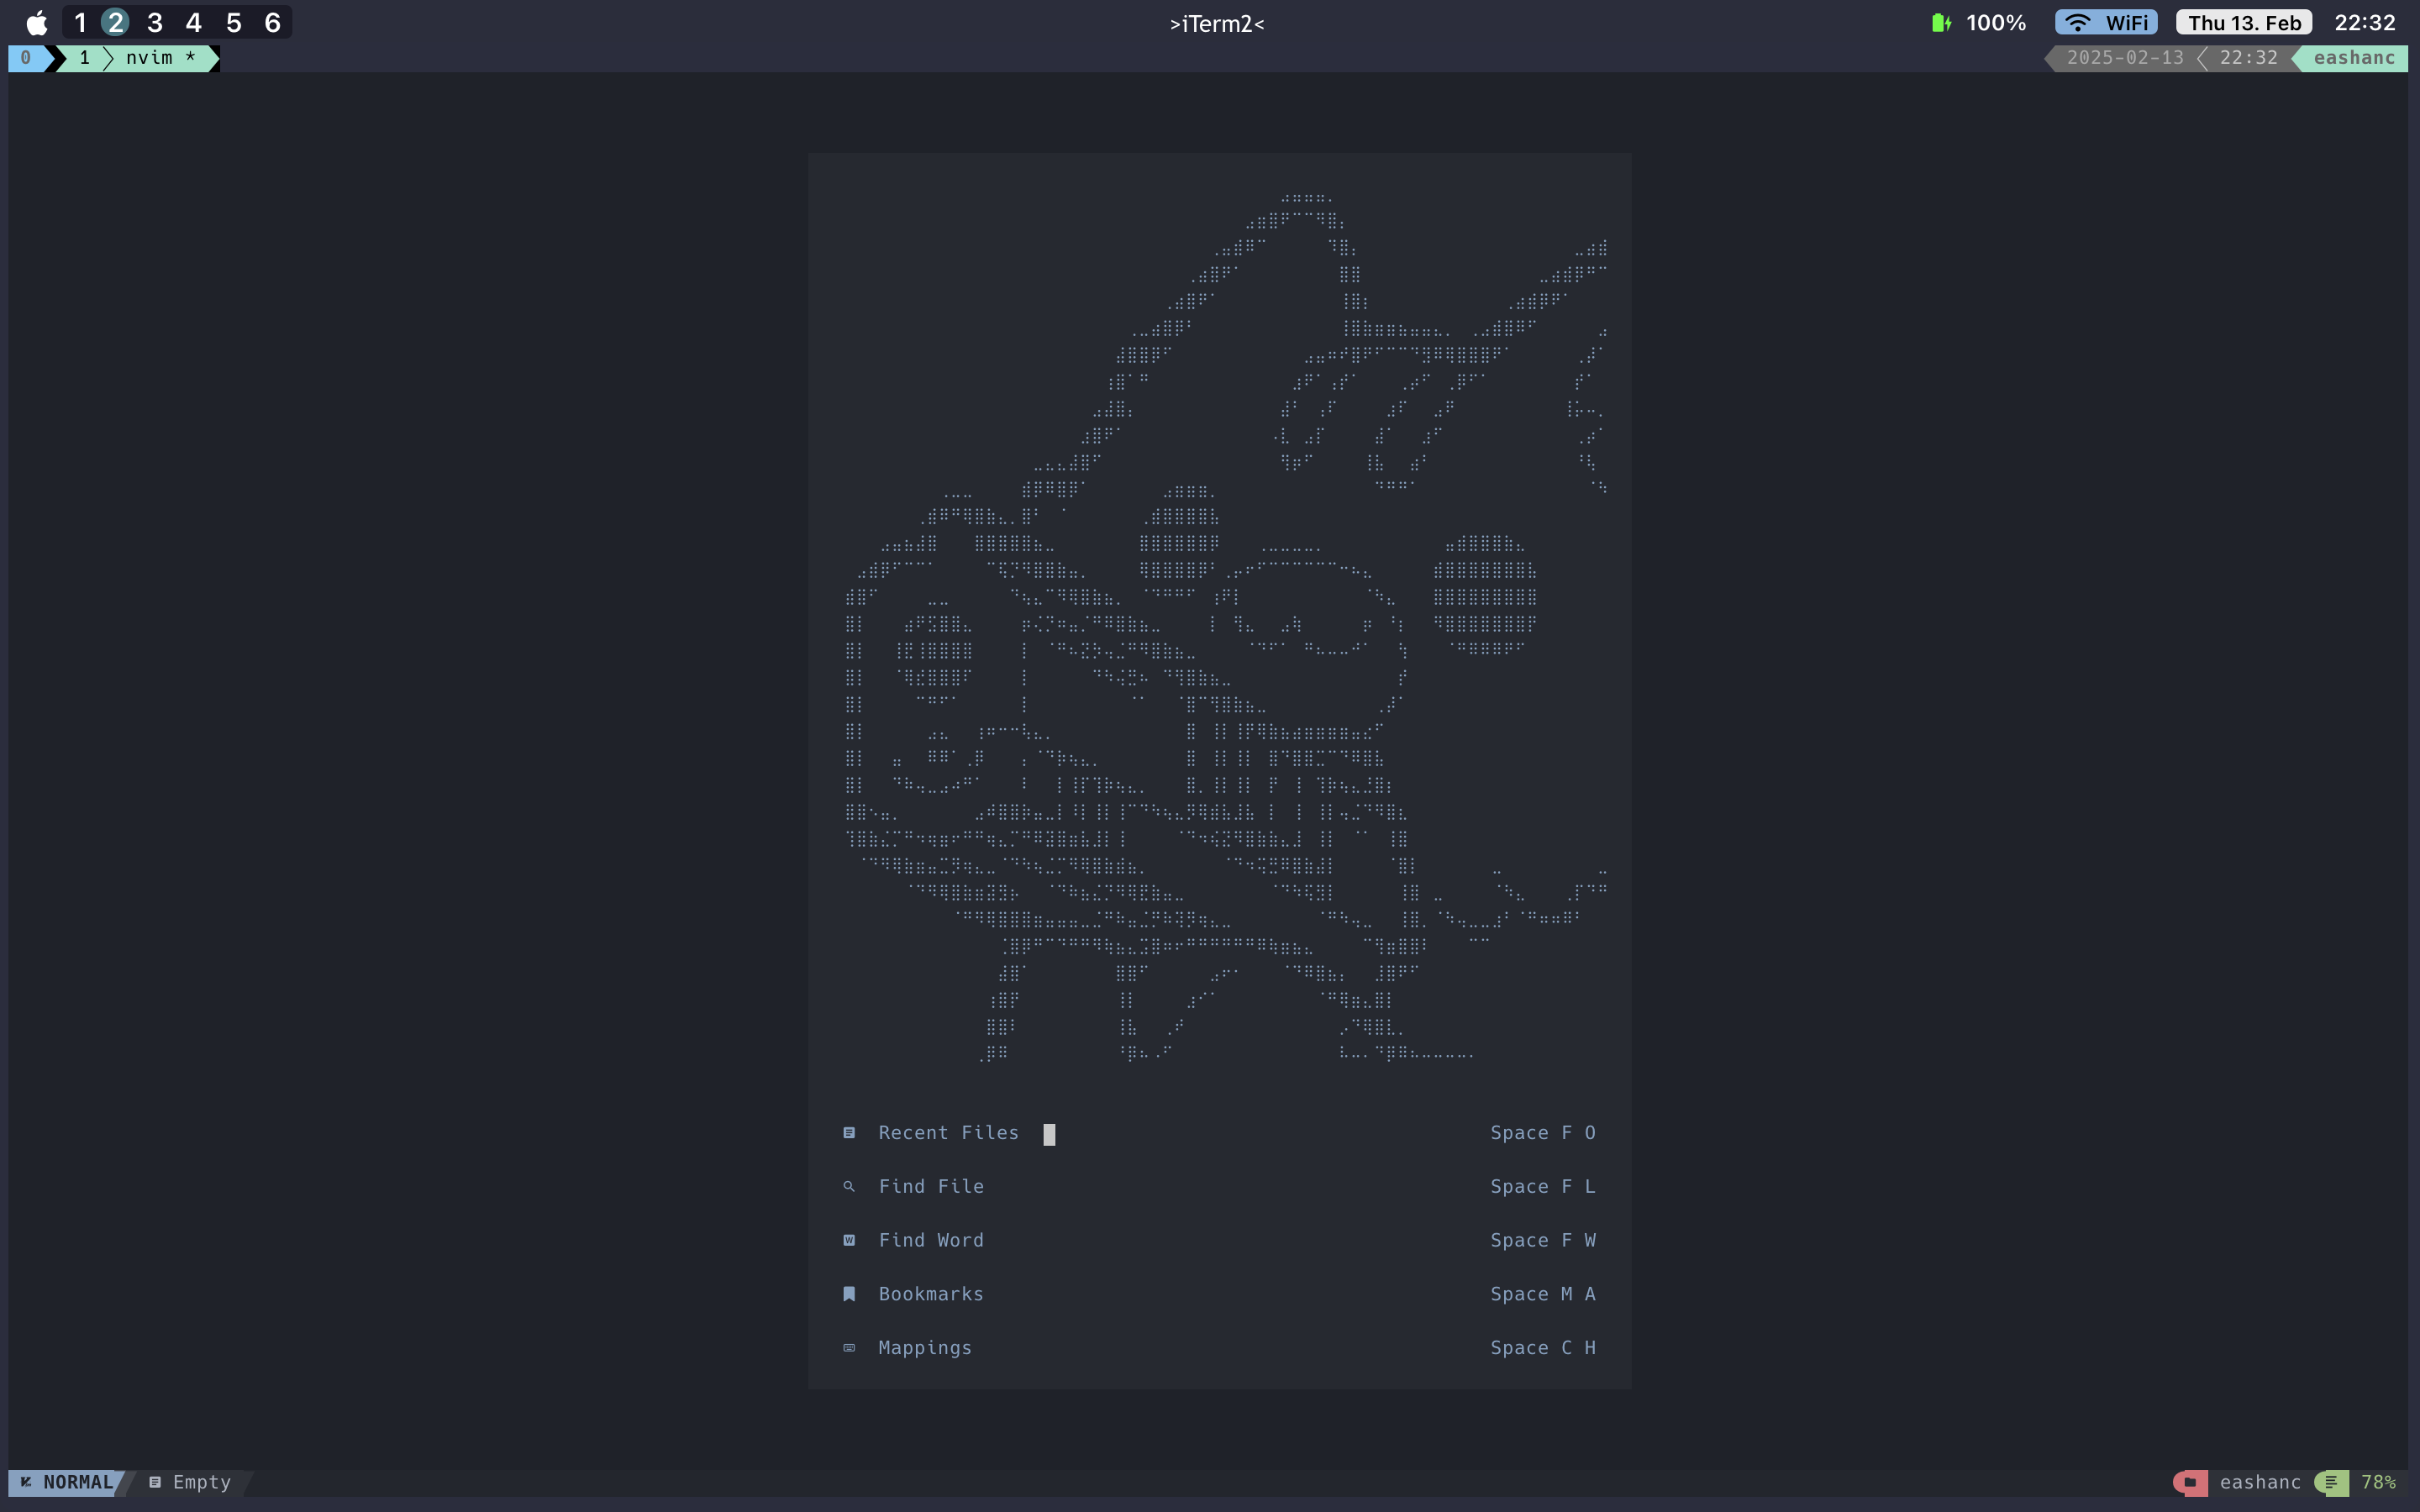 1 2 3 4 5 6 >iTerm2< 100% WiFi Thu 13. Feb 22:32
0 1 nvim * 2025-02-13 22:32 eashanc
Recent Files Space F O
Find File Space F L
Find Word Space F W
Bookmarks Space M A
Mappings Space C H
NORMAL Empty eashanc 78%